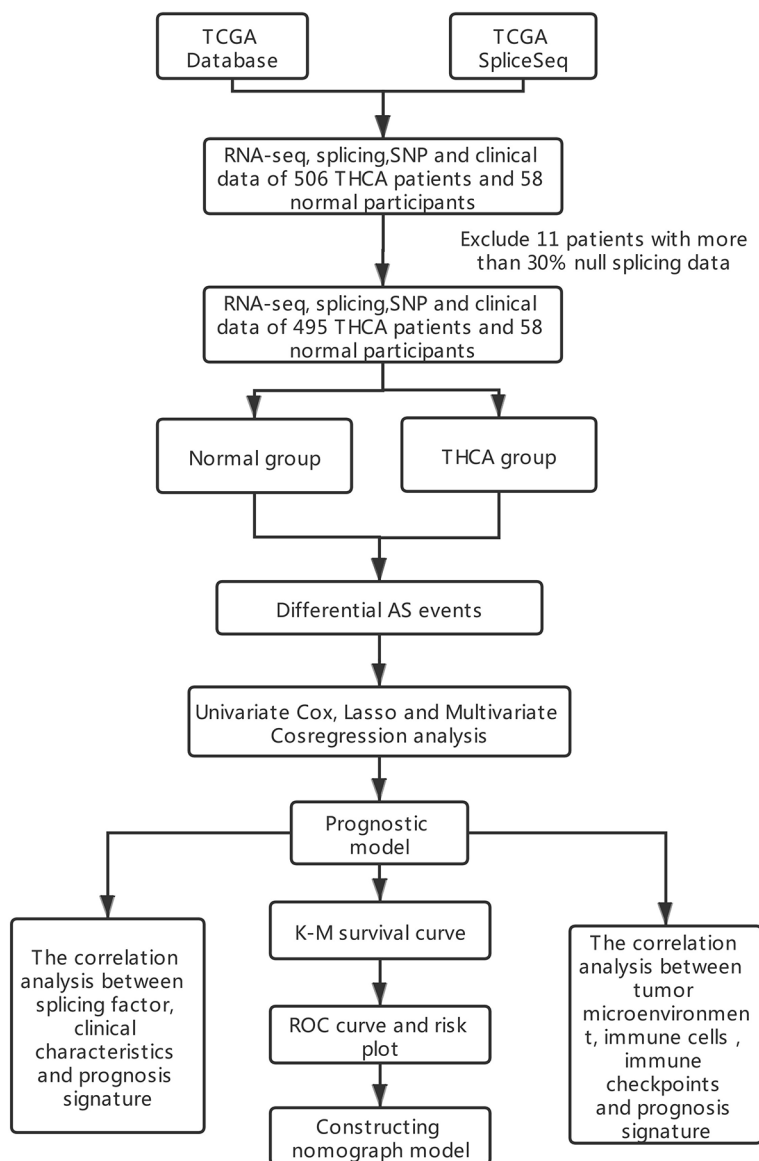 TCGA
Database
TCGA
SpliceSeq
RNA-seq, splicing,SNP and clinical
data of 506 THCA patients and 58
normal participants
Exclude 11 patients with more
than 30% null splicing data
RNA-seq, splicing,SNP and clinical
data of 495 THCA patients and 58
normal participants
Normal group
THCA group
Differential AS events
Univariate Cox, Lasso and Multivariate
Cosregression analysis
Prognostic
model
The correlation
analysis between
splicing factor,
clinical
characteristics
and prognosis
signature
K-M survival curve
ROC curve and risk
plot
Constructing
nomograph model
The correlation
analysis between
tumor
microenvironmen
t, immune cells ,
immune
checkpoints
and prognosis
signature